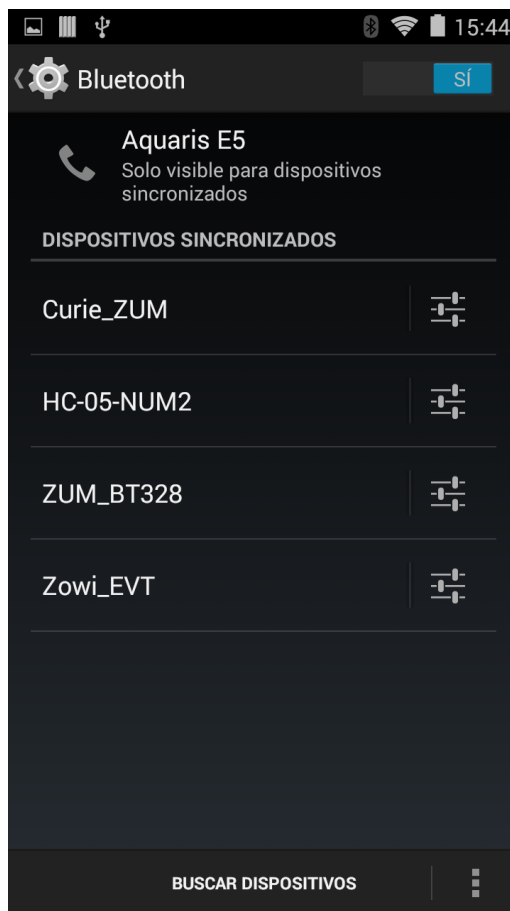 15:44
Bluetooth
SÍ
Aquaris E5
Solo visible para dispositivos
sincronizados
DISPOSITIVOS SINCRONIZADOS
Curie_ZUM
HC-05-NUM2
ZUM_BT328
Zowi_EVT
BUSCAR DISPOSITIVOS